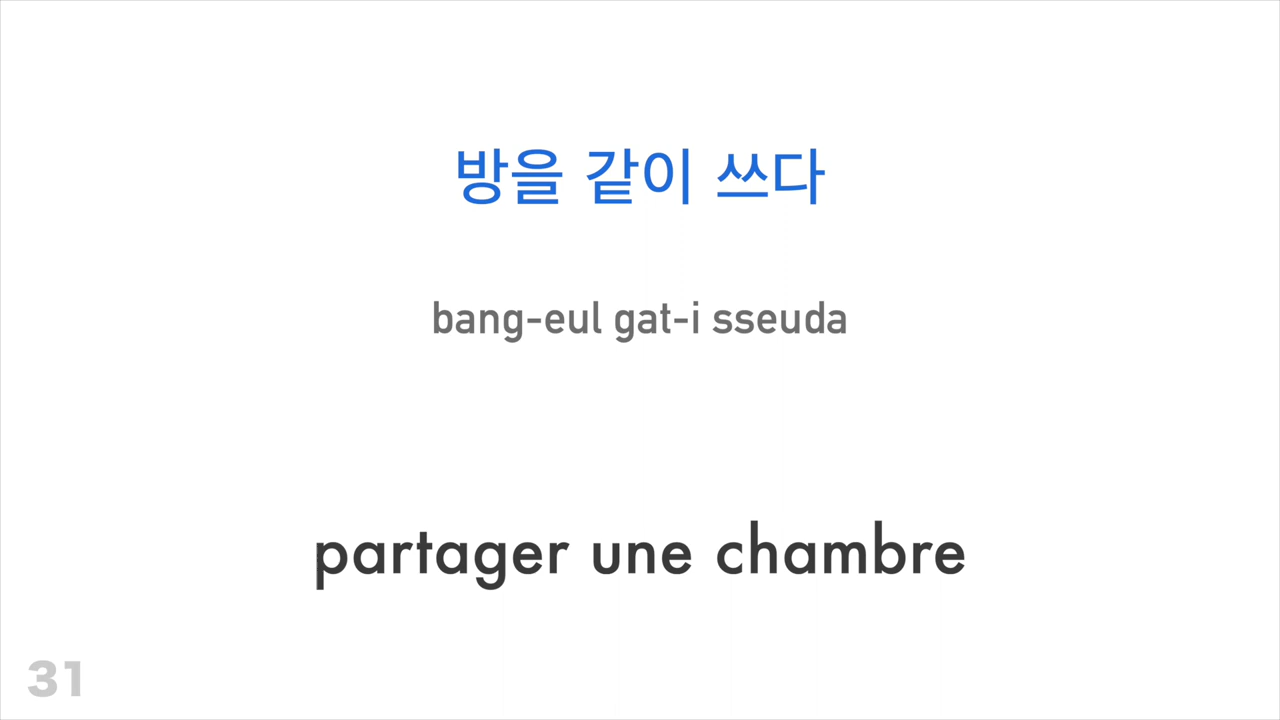 방을 같이 쓰다
bang-eul gat-i sseuda
partager une chambre
31